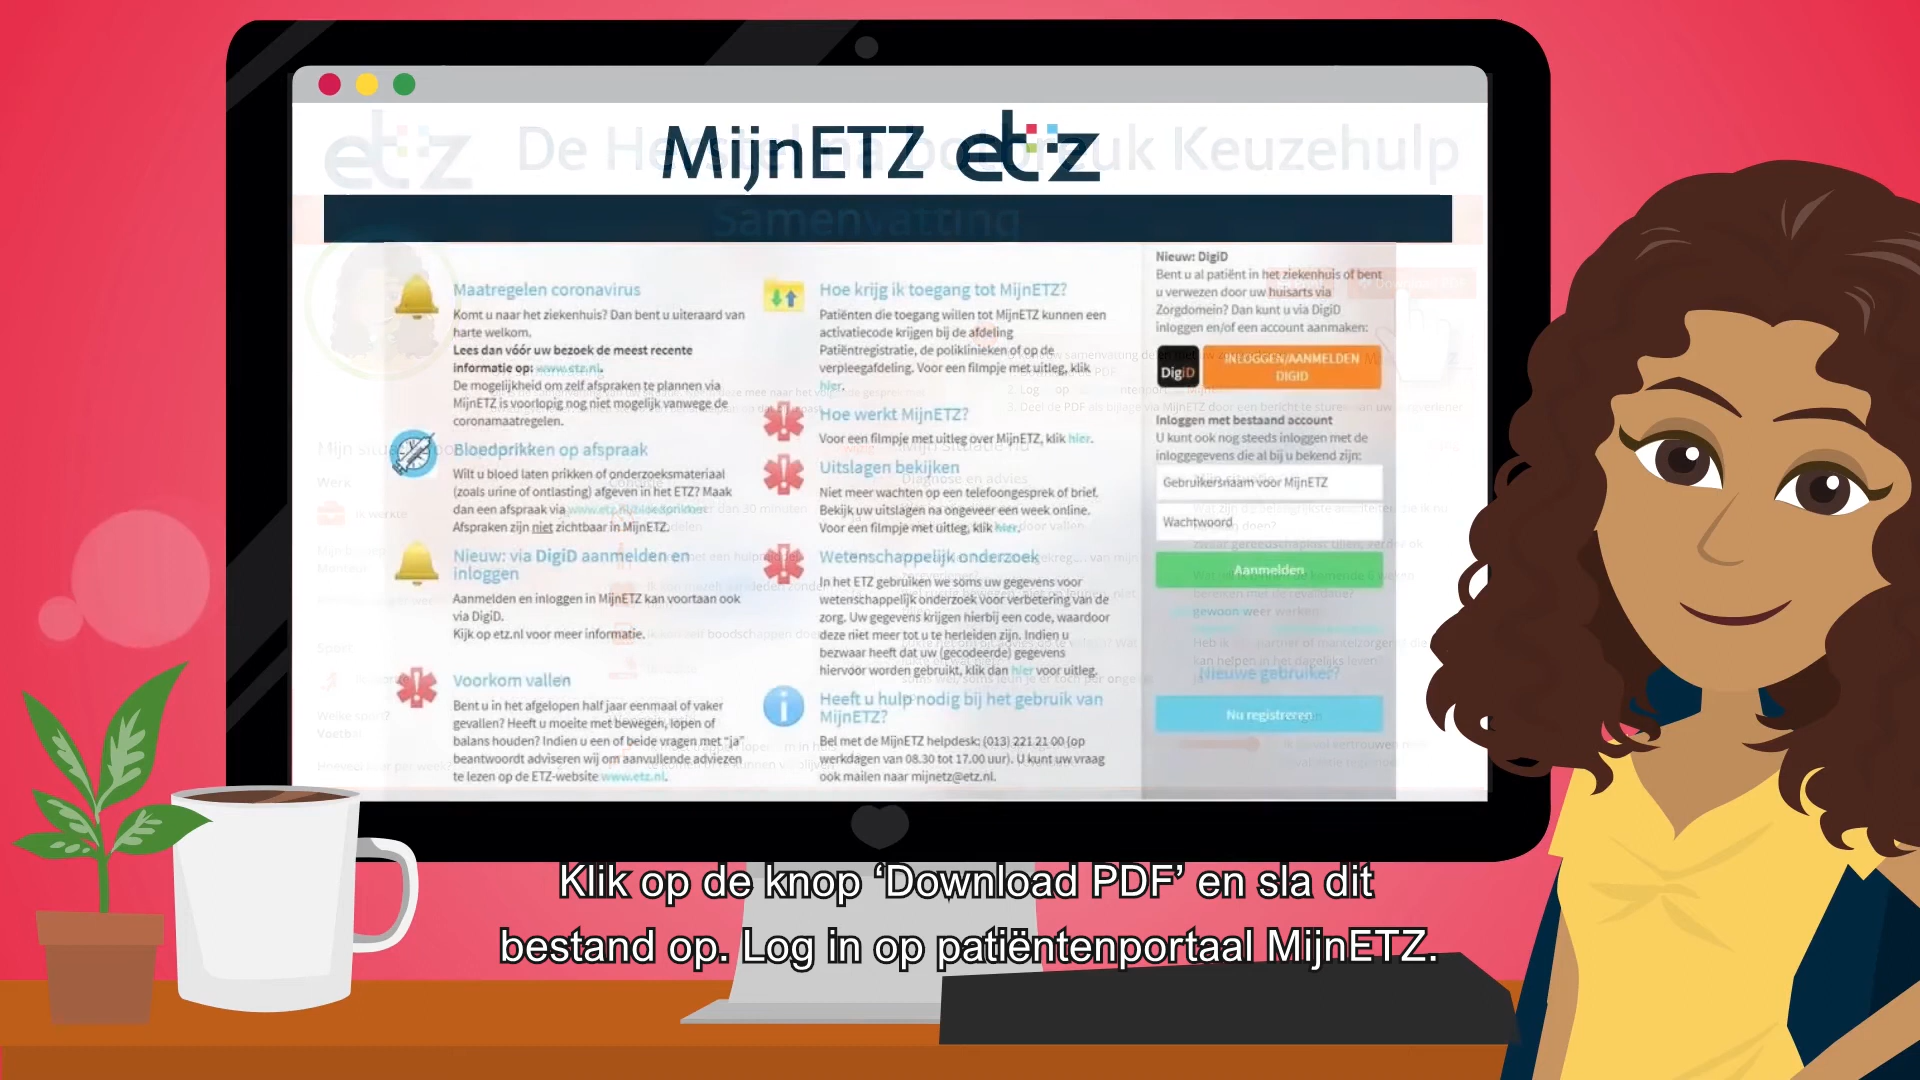 MijnETZ etz
De Herstel na botbreuk Keuzehulp
Samenvatting
Maatregelen coronavirus
Komt u naar het ziekenhuis? Dan bent u uiteraard van
harte welkom.
Lees dan vóór uw bezoek de meest recente
informatie op: www.etz.nl.
De mogelijkheid om zelf afspraken te plannen via
MijnETZ is voorlopig nog niet mogelijk vanwege de
coronamaatregelen.
Bloedprikken op afspraak
Wilt u bloed laten prikken of onderzoeksmateriaal
(zoals urine of ontlasting) afgeven in het ETZ? Maak
dan een afspraak via www.etz.nl/bloedprikken
Afspraken zijn niet zichtbaar in MijnETZ.
Nieuw: via DigiD aanmelden en
inloggen
Aanmelden en inloggen in MijnETZ kan voortaan ook
via DigiD.
Kijk op etz.nl voor meer informatie.
Voorkom vallen
Bent u in het afgelopen half jaar eenmaal of vaker
gevallen? Heeft u moeite met bewegen, lopen of
balans houden? Indien u een of beide vragen met "ja"
beantwoordt adviseren wij om aanvullende adviezen
te lezen op de ETZ-website www.etz.nl.
Hoe krijg ik toegang tot MijnETZ?
Patiënten die toegang willen tot MijnETZ kunnen een
activatiecode krijgen bij de afdeling
Patiëntregistratie, de poliklinieken of op de
verpleegafdeling. Voor een filmpje met uitleg, klik
hier.
Hoe werkt MijnETZ?
Voor een filmpje met uitleg over MijnETZ, klik hier.
Uitslagen bekijken
Niet meer wachten op een telefoongesprek of brief.
Bekijk uw uitslagen na ongeveer een week online.
Voor een filmpje met uitleg, klik hier.
Wetenschappelijk onderzoek
In het ETZ gebruiken we soms uw gegevens voor
wetenschappelijk onderzoek voor verbetering van de
zorg. Uw gegevens krijgen hierbij een code, waardoor
deze niet meer tot u te herleiden zijn. Indien u
bezwaar heeft dat uw (gecodeerde) gegevens
hiervoor worden gebruikt, klik dan hier voor uitleg.
Heeft u hulp nodig bij het gebruik van
MijnETZ?
Bel met de MijnETZ helpdesk: (013) 221 21 00 (op
werkdagen van 08.30 tot 17.00 uur). U kunt uw vraag
ook mailen naar mijnetz@etz.nl.
Nieuw: DigiD
Bent u al patiënt in het ziekenhuis of bent
u verwezen door uw huisarts via
Zorgdomein? Dan kunt u via DigiD
inloggen en/of een account aanmaken:
DigiD
INLOGGEN/AANMELDEN
DIGID
Inloggen met bestaand account
U kunt ook nog steeds inloggen met de
inloggegevens die al bij u bekend zijn:
Gebruikersnaam voor MijnETZ
Wachtwoord
Aanmelden
Nieuwe gebruiker?
Nu registreren
Klik op de knop ‘Download PDF’ en sla dit
bestand op. Log in op patiëntenportaal MijnETZ.